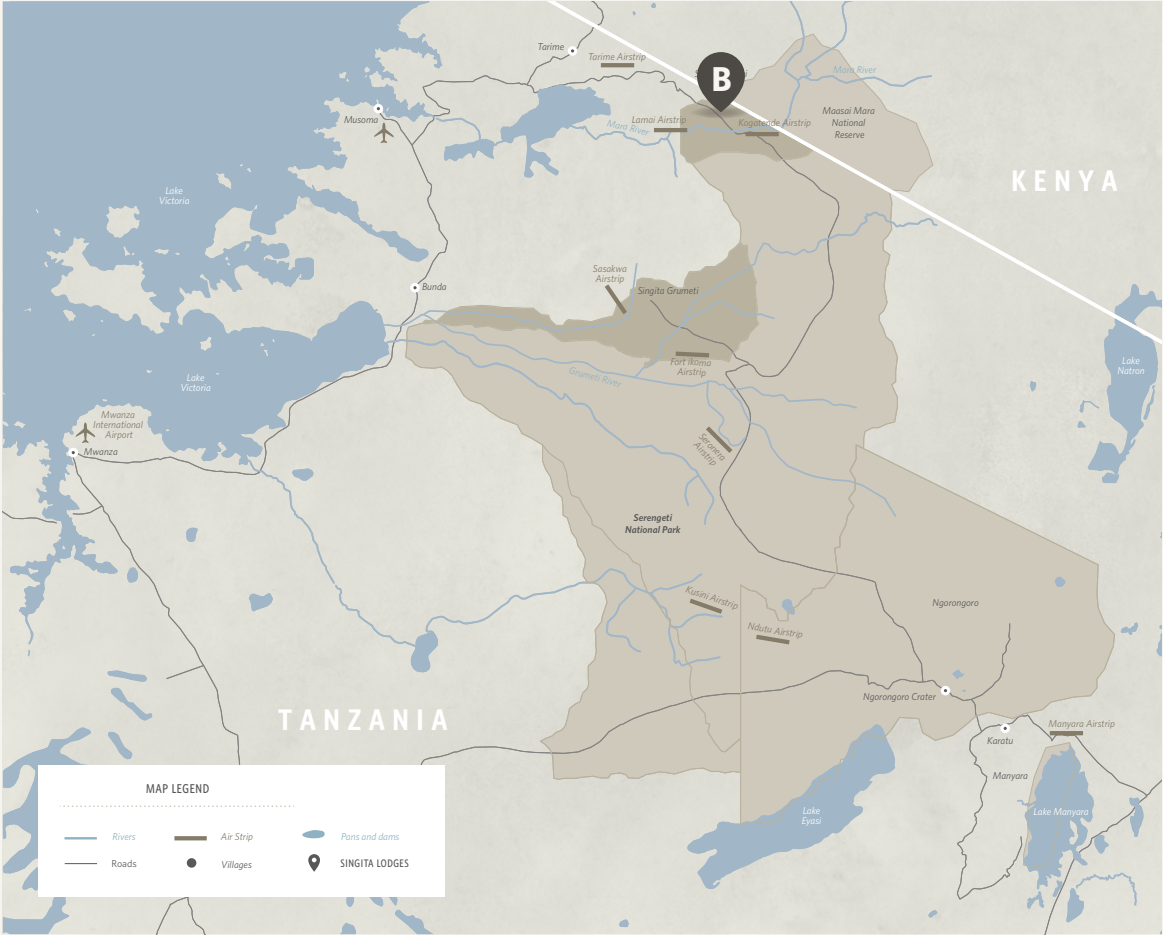 Tarime
Tarime Airstrip
B
Mara River
Musoma
Lamai Airstrip
Mara River
Kogatende Airstrip
Maasai Mara
National
Reserve
KENYA
Lake
Victoria
Sasakwa
Airstrip
Bunda
Singita Grumeti
Fort Ikoma
Airstrip
Grumeti River
Lake
Natron
Lake
Victoria
Mwanza
International
Airport
Mwanza
Seronera
Airstrip
Serengeti
National Park
Kusini Airstrip
Ndutu Airstrip
Ngorongoro
Ngorongoro Crater
TANZANIA
Manyara Airstrip
Karatu
Manyara
Lake
Eyasi
Lake Manyara
MAP LEGEND
Rivers
Air Strip
Pans and dams
Roads
Villages
SINGITA LODGES